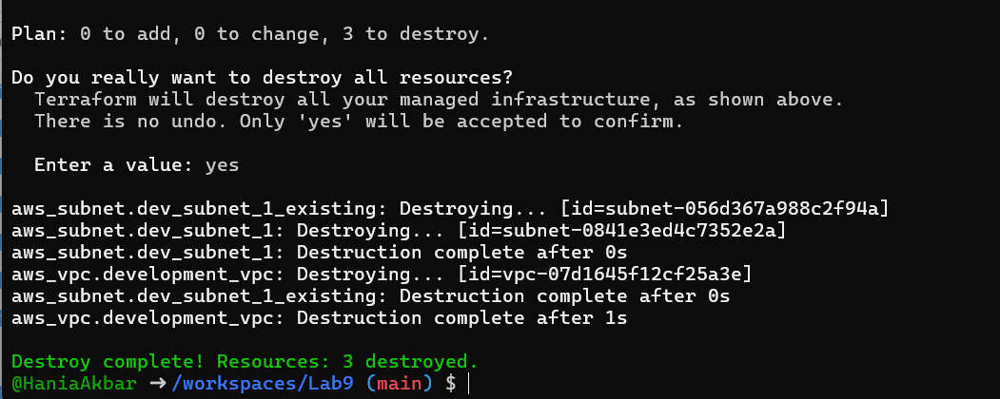 Plan: 0 to add, 0 to change, 3 to destroy.
Do you really want to destroy all resources?
Terraform will destroy all your managed infrastructure, as shown above.
There is no undo. Only 'yes' will be accepted to confirm.
Enter a value: yes
aws_subnet.dev_subnet_1_existing: Destroying... [id=subnet-056d367a988c2f94a]
aws_subnet.dev_subnet_1: Destroying... [id=subnet-0841e3ed4c7352e2a]
aws_subnet.dev_subnet_1: Destruction complete after 0s
aws_vpc.development_vpc: Destroying... [id=vpc-07d1645f12cf25a3e]
aws_subnet.dev_subnet_1_existing: Destruction complete after 0s
aws_vpc.development_vpc: Destruction complete after 1s
Destroy complete! Resources: 3 destroyed.
@HaniaAkbar ➜ /workspaces/Lab9 (main) $